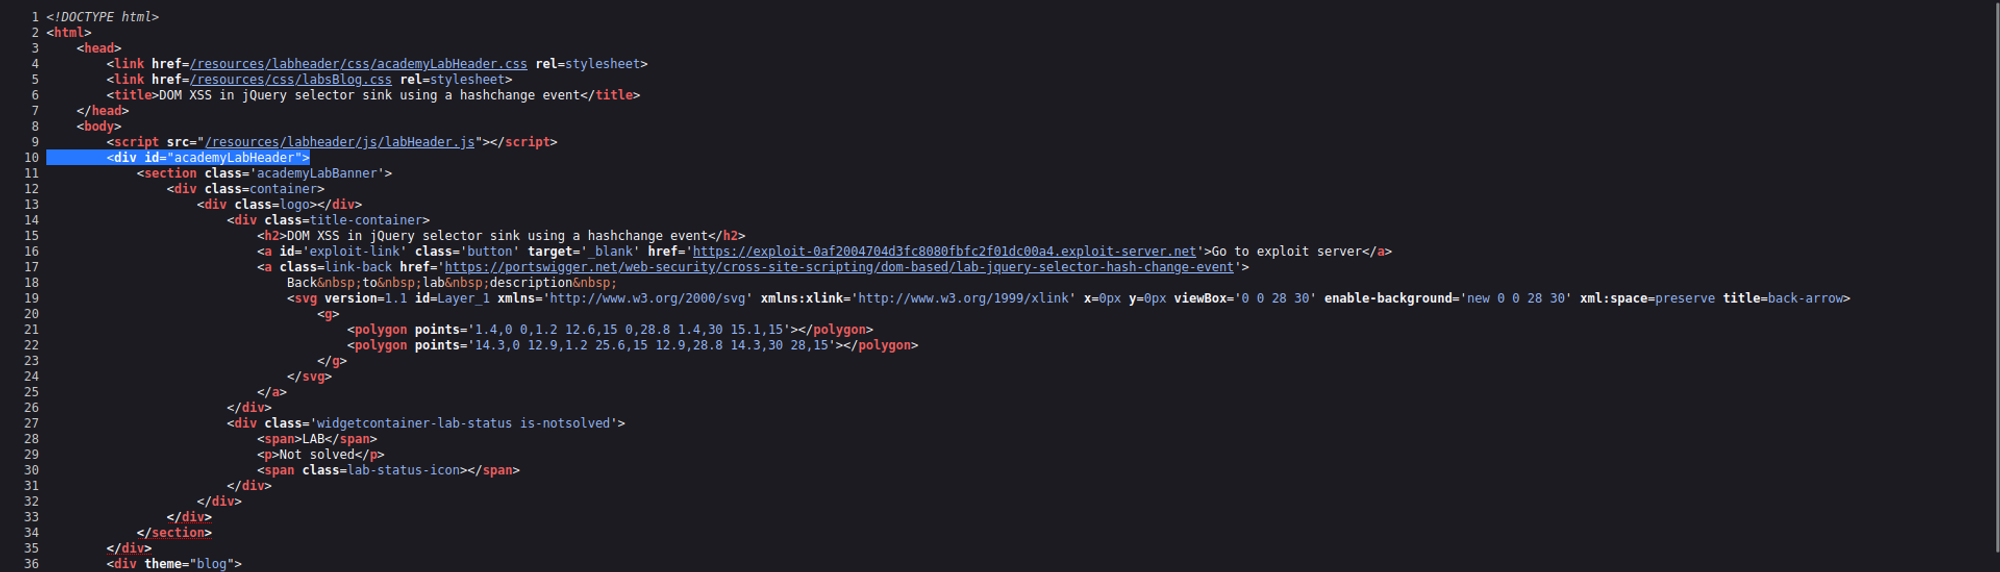 1 <!DOCTYPE html>
2 <html>
3 <head>
4 <link href=/resources/labheader/css/academyLabHeader.css rel=stylesheet>
5 <link href=/resources/css/labsBlog.css rel=stylesheet>
6 <title>DOM XSS in jQuery selector sink using a hashchange event</title>
7 </head>
8 <body>
9 <script src="/resources/labheader/js/labHeader.js"></script>
10 <div id="academyLabHeader">
11 <section class='academyLabBanner'>
12 <div class=container>
13 <div class=logo></div>
14 <div class=title-container>
15 <h2>DOM XSS in jQuery selector sink using a hashchange event</h2>
16 <a id='exploit-link' class='button' target='_blank' href='https://exploit-0af2004704d3fc8080fbfc2f01dc00a4.exploit-server.net'>Go to exploit server</a>
17 <a class=link-back href='https://portswigger.net/web-security/cross-site-scripting/dom-based/lab-jquery-selector-hash-change-event'>
18 Back&nbsp;to&nbsp;lab&nbsp;description&nbsp;
19 <svg version=1.1 id=Layer_1 xmlns='http://www.w3.org/2000/svg' xmlns:xlink='http://www.w3.org/1999/xlink' x=0px y=0px viewBox='0 0 28 30' enable-background='new 0 0 28 30' xml:space=preserve title=back-arrow>
20 <g>
21 <polygon points='1.4,0 0,1.2 12.6,15 0,28.8 1.4,30 15.1,15'></polygon>
22 <polygon points='14.3,0 12.9,1.2 25.6,15 12.9,28.8 14.3,30 28,15'></polygon>
23 </g>
24 </svg>
25 </a>
26 </div>
27 <div class='widgetcontainer-lab-status is-notsolved'>
28 <span>LAB</span>
29 <p>Not solved</p>
30 <span class=lab-status-icon></span>
31 </div>
32 </div>
33 </div>
34 </section>
35 </div>
36 <div theme="blog">